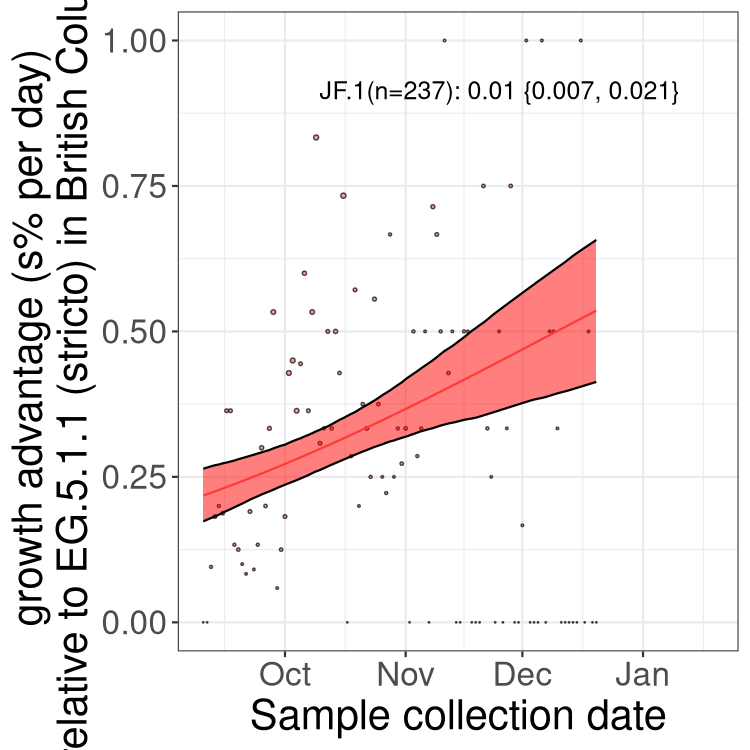 growth advantage (s% per day)
relative to EG.5.1.1 (stricto) in British Colu
1.00
0.75
0.50
0.25
0.00
JF.1(n=237): 0.01 {0.007, 0.021}
Oct Nov Dec Jan
Sample collection date